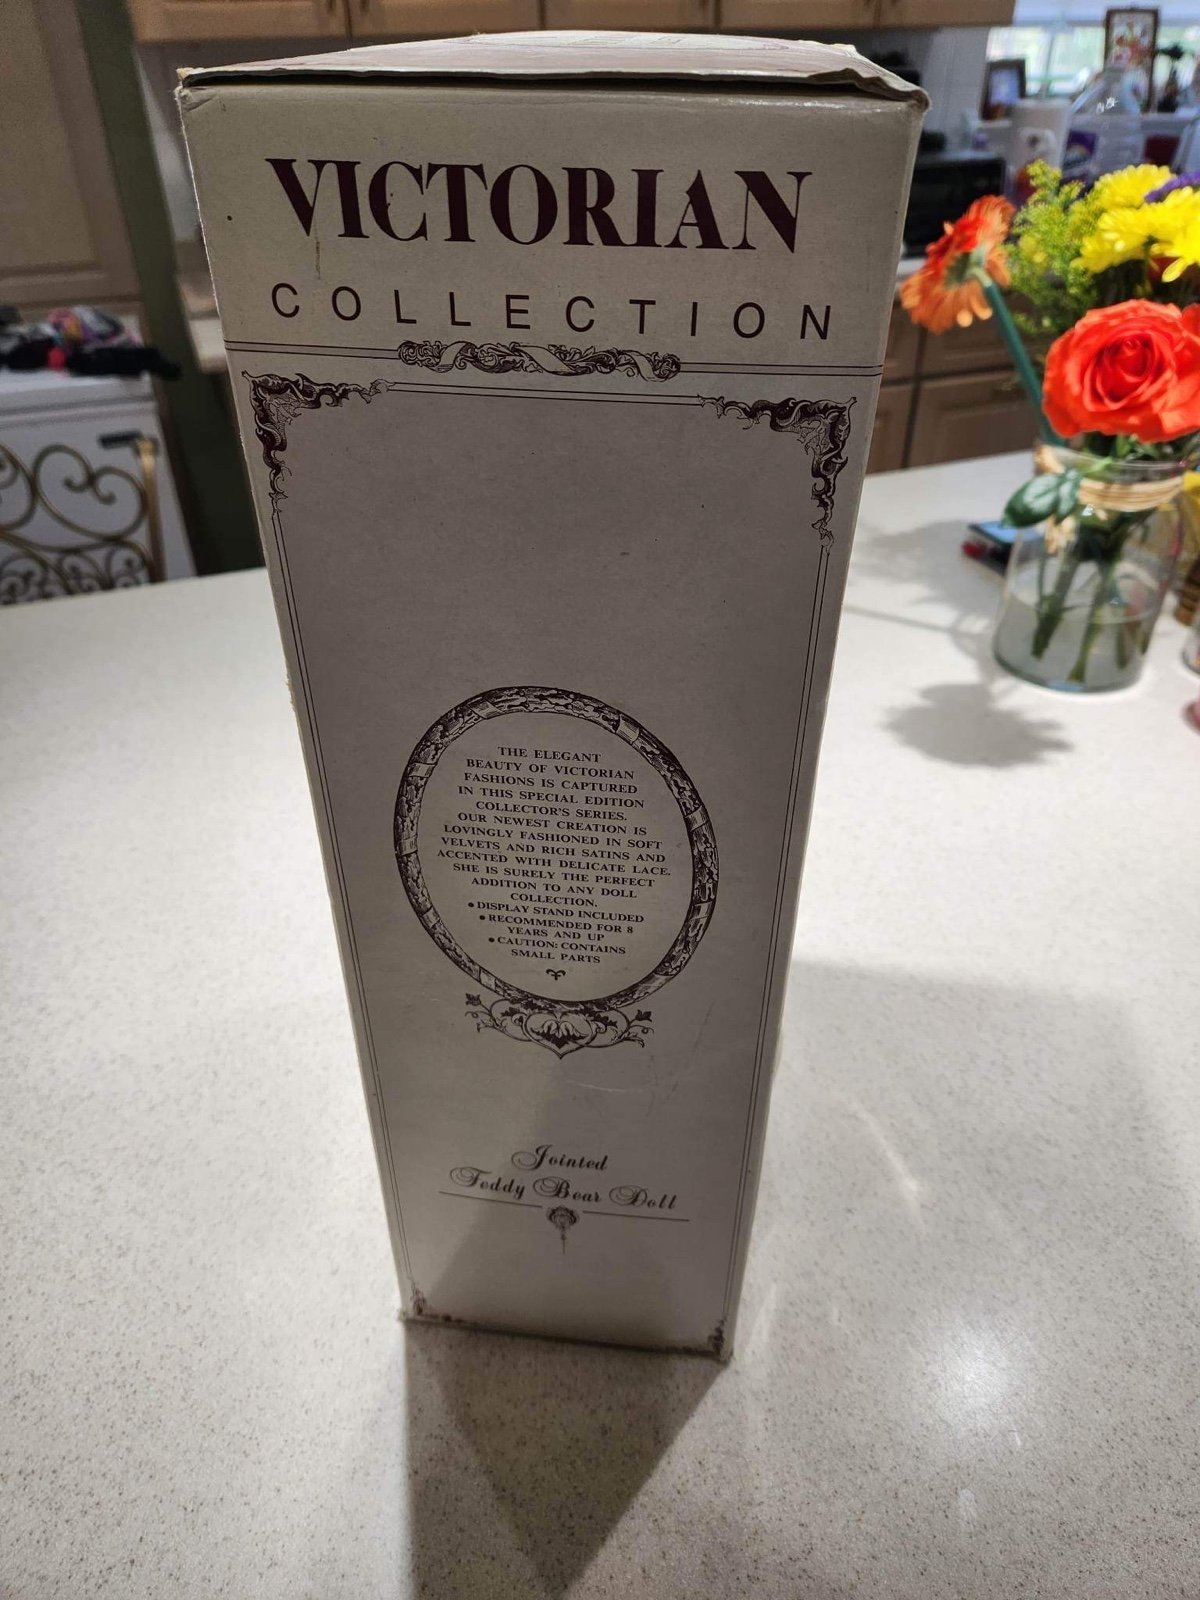 VICTORIAN
COLLECTION
THE ELEGANT
BEAUTY OF VICTORIAN
FASHIONS IS CAPTURED
IN THIS SPECIAL EDITION
COLLECTOR'S SERIES.
OUR NEWEST CREATION IS
LOVINGLY FASHIONED IN SOFT
VELVETS AND RICH SATINS AND
ACCENTED WITH DELICATE LACE.
SHE IS SURELY THE PERFECT
ADDITION TO ANY DOLL
COLLECTION.
• DISPLAY STAND INCLUDED
• RECOMMENDED FOR 8
YEARS AND UP
• CAUTION: CONTAINS
SMALL PARTS
Jointed
Teddy Bear Doll